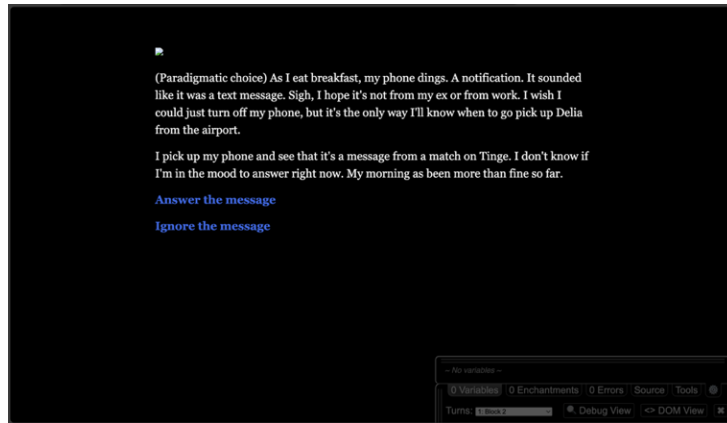 (Paradigmatic choice) As I eat breakfast, my phone dings. A notification. It sounded
like it was a text message. Sigh, I hope it's not from my ex or from work. I wish I
could just turn off my phone, but it's the only way I'll know when to go pick up Delia
from the airport.
I pick up my phone and see that it's a message from a match on Tinge. I don't know if
I'm in the mood to answer right now. My morning as been more than fine so far.
Answer the message
Ignore the message
– No variables –
0 Variables 0 Enchantments 0 Errors Source Tools
Turns: 1: Block 2 Debug View <> DOM View